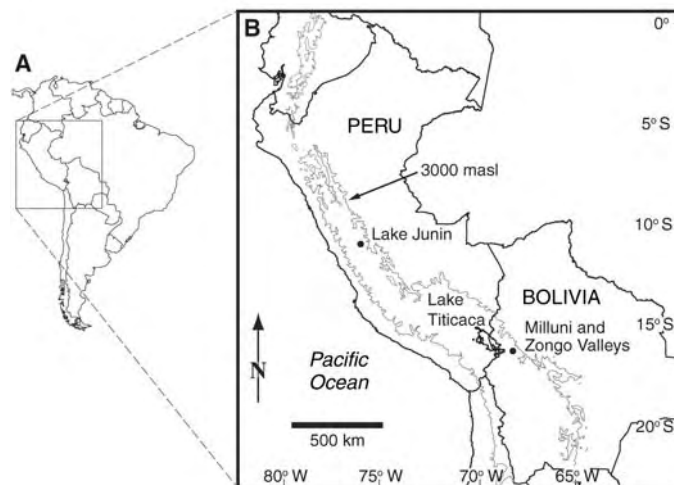 A
B
0° 
PERU
5° S
3000 masl
Lake Junin
10° S
Lake
Titicaca
BOLIVIA
15° S
Milluni and
Zongo Valleys
N
Pacific
Ocean
500 km
20° S
80° W
76° W
70° W
65° W